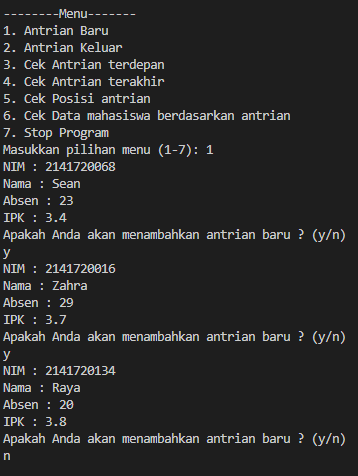 --------Menu-------
1. Antrian Baru
2. Antrian Keluar
3. Cek Antrian terdepan
4. Cek Antrian terakhir
5. Cek Posisi antrian
6. Cek Data mahasiswa berdasarkan antrian
7. Stop Program
Masukkan pilihan menu (1-7): 1
NIM : 2141720068
Nama : Sean
Absen : 23
IPK : 3.4
Apakah Anda akan menambahkan antrian baru ? (y/n)
y
NIM : 2141720016
Nama : Zahra
Absen : 29
IPK : 3.7
Apakah Anda akan menambahkan antrian baru ? (y/n)
y
NIM : 2141720134
Nama : Raya
Absen : 20
IPK : 3.8
Apakah Anda akan menambahkan antrian baru ? (y/n)
n